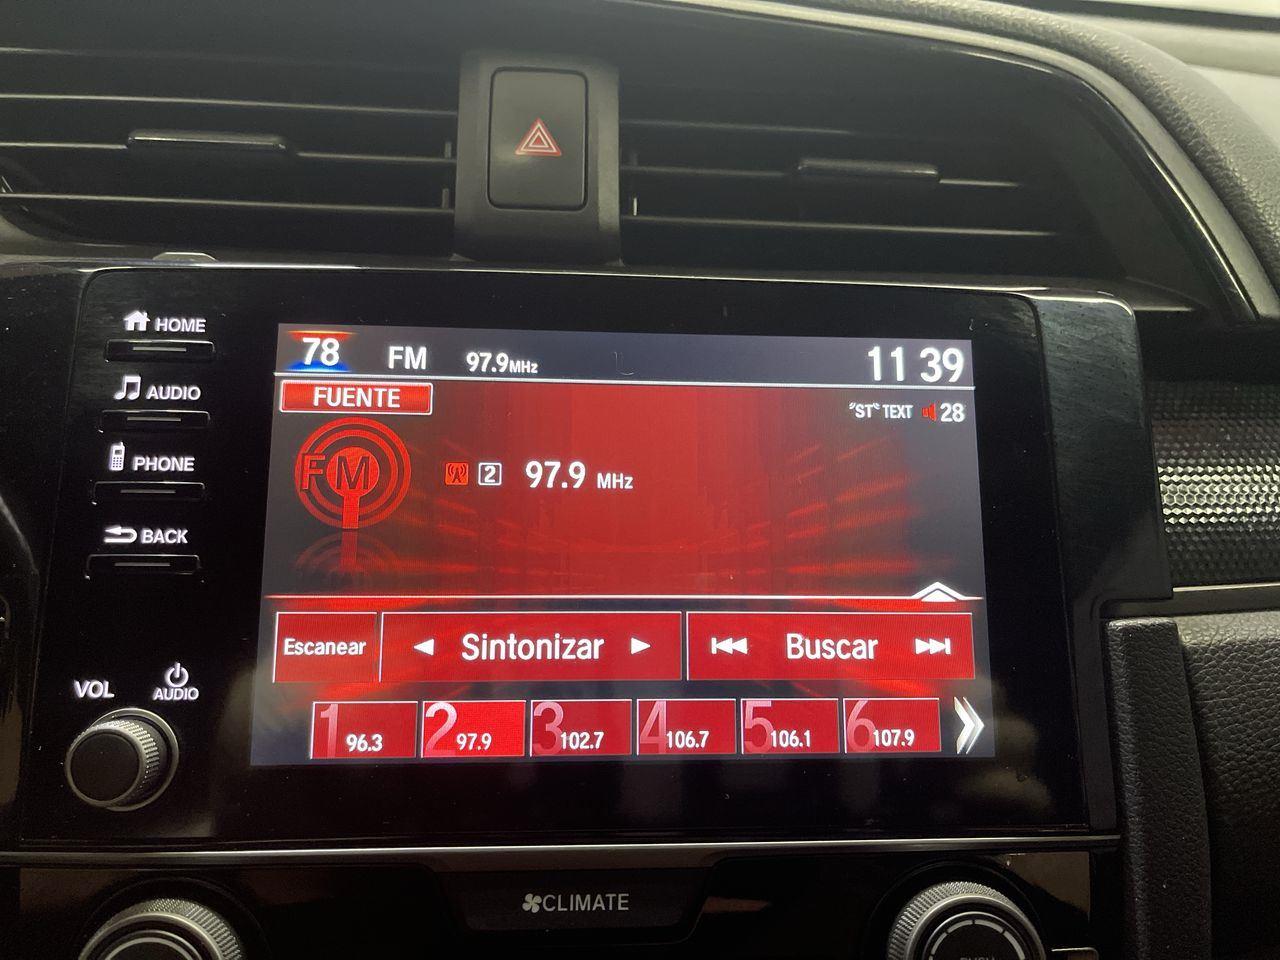 HOME
AUDIO
PHONE
BACK
VOL
AUDIO
78 FM 97.9MHz 11 39
FUENTE
"ST" TEXT 28
FM
2 97.9 MHz
Escanear Sintonizar Buscar
1 96.3 2 97.9 3 102.7 4 106.7 5 106.1 6 107.9
CLIMATE